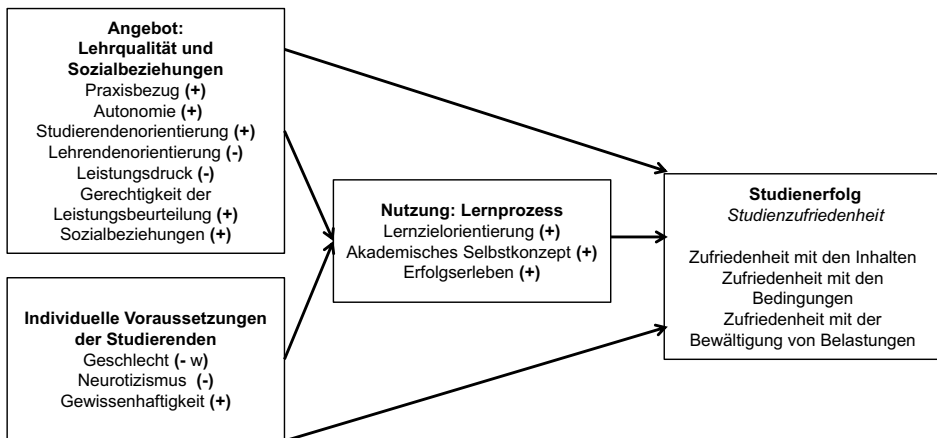 Angebot:
Lehrqualität und
Sozialbeziehungen
Praxisbezug (+)
Autonomie (+)
Studierendenorientierung (+)
Lehrendenorientierung (-)
Leistungsdruck (-)
Gerechtigkeit der
Leistungsbeurteilung (+)
Sozialbeziehungen (+)
Individuelle Voraussetzungen
der Studierenden
Geschlecht (- w)
Neurotizismus (-)
Gewissenhaftigkeit (+)
Nutzung: Lernprozess
Lernzielorientierung (+)
Akademisches Selbstkonzept (+)
Erfolgserleben (+)
Studienerfolg
Studienzufriedenheit
Zufriedenheit mit den Inhalten
Zufriedenheit mit den
Bedingungen
Zufriedenheit mit der
Bewältigung von Belastungen